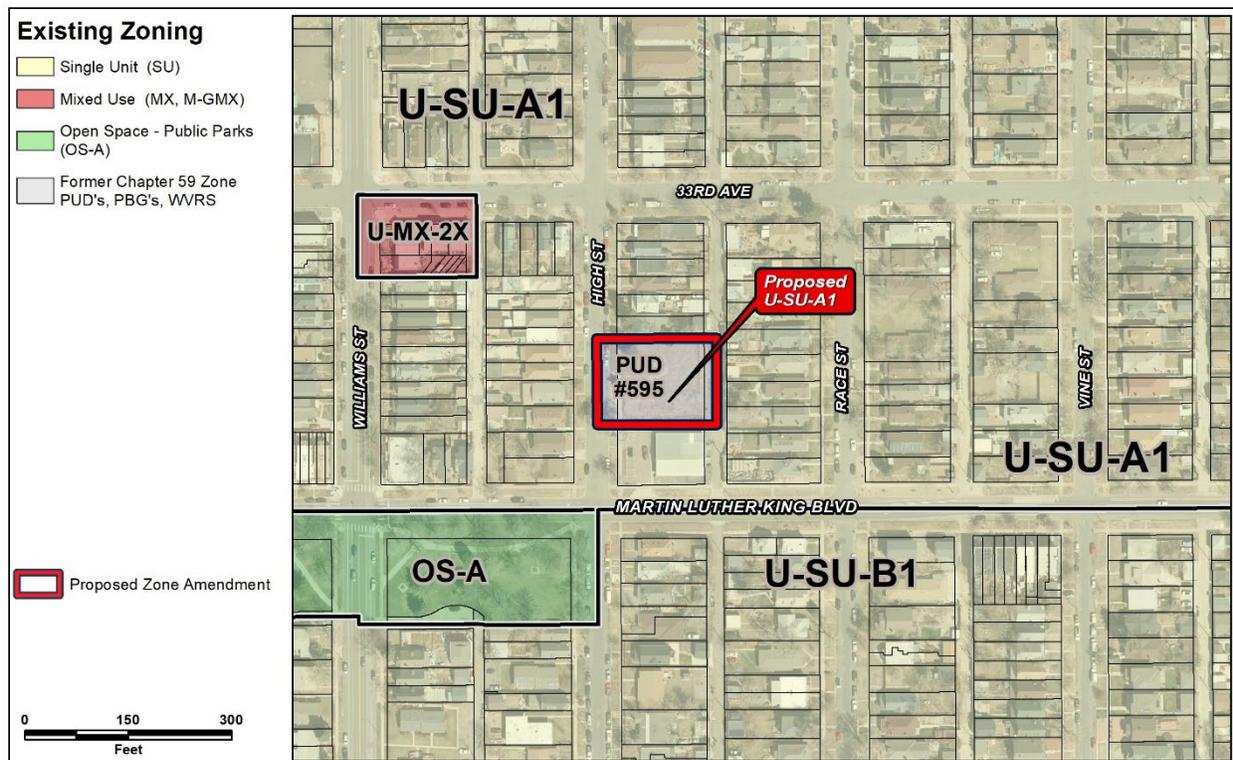 Existing Zoning
Single Unit (SU)
Mixed Use (MX, M-GMX)
Open Space - Public Parks
(OS-A)
Former Chapter 59 Zone
PUD's, PBG's, WVRS
Proposed Zone Amendment
0 150 300
Feet
U-SU-A1
33RD AVE
U-MX-2X
HIGH ST
Proposed
U-SU-A1
WILLIAMS ST
PUD
#595
RACE ST
VINE ST
U-SU-A1
MARTIN LUTHER KING BLVD
OS-A
U-SU-B1